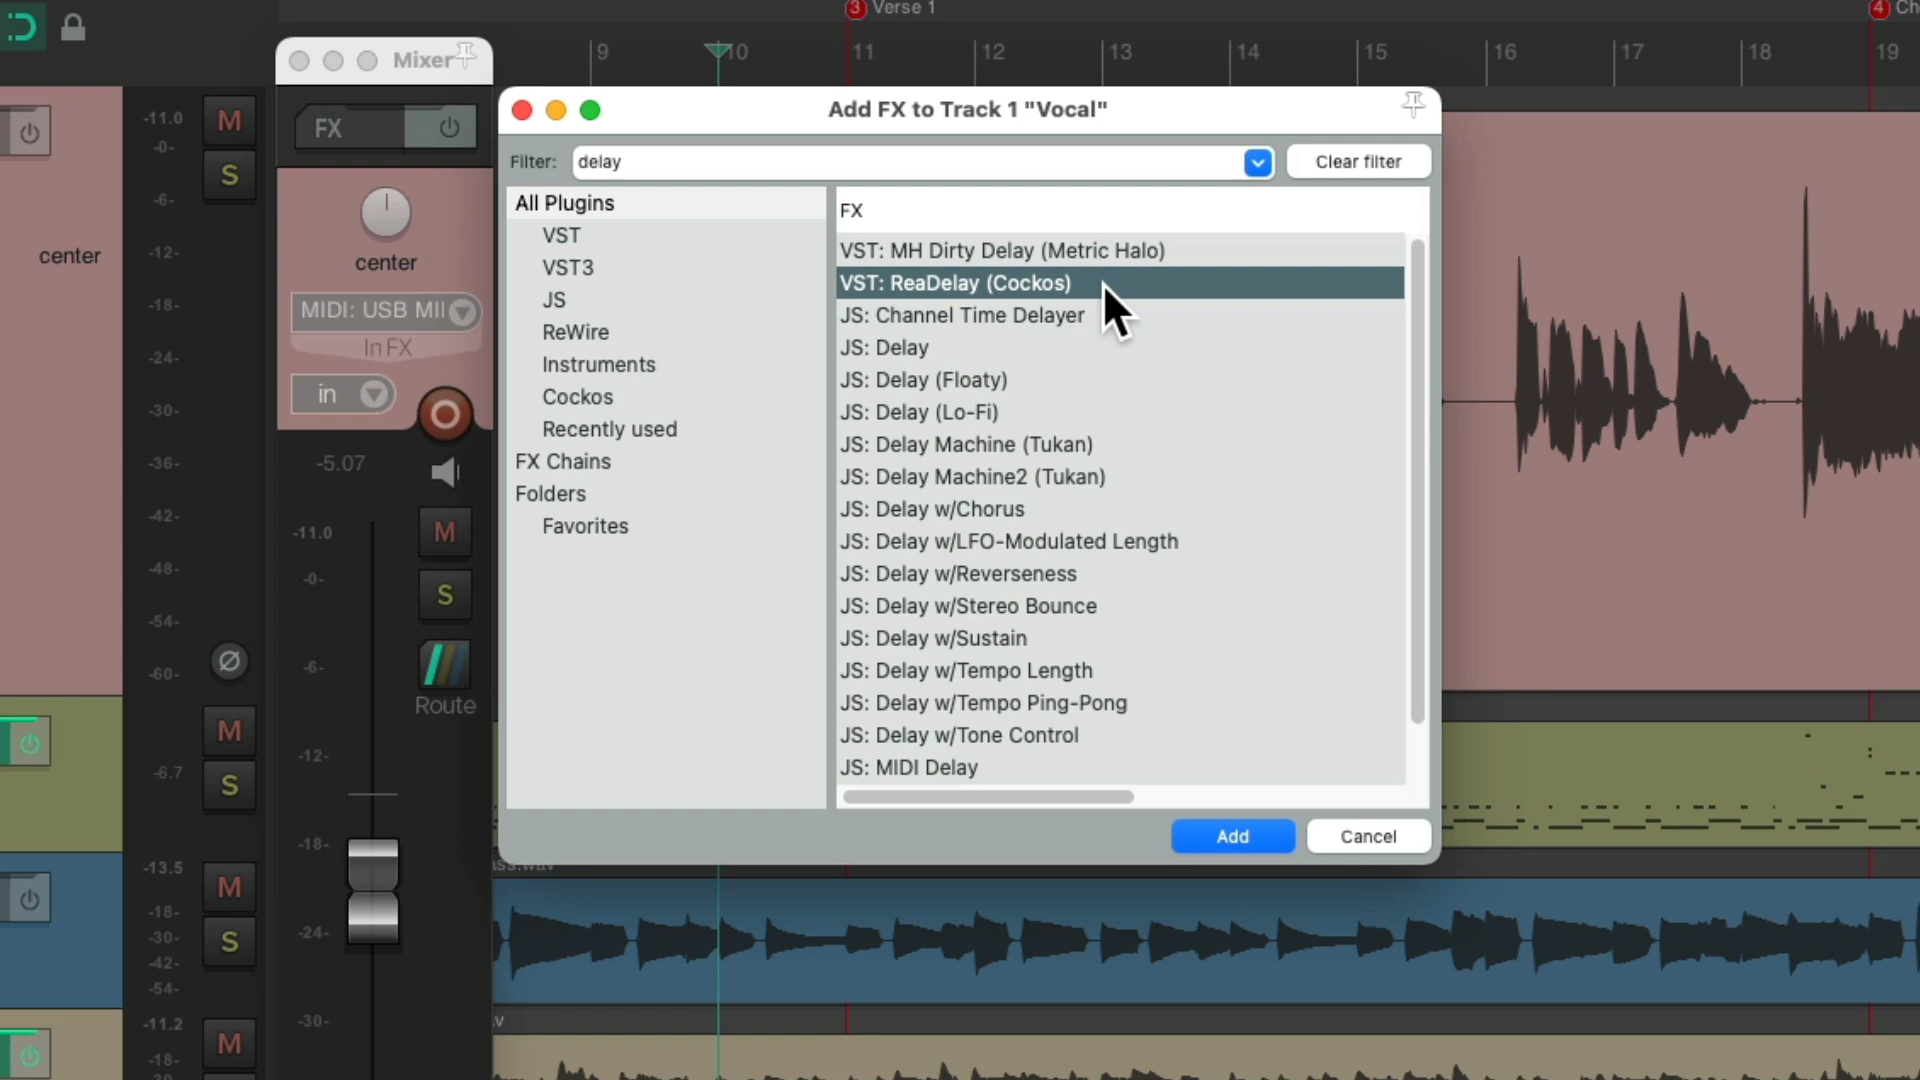 3 Verse 1
4 Ch
Mixer
9 10 11 12 13 14 15 16 17 18 19
Add FX to Track 1 "Vocal"
Filter: delay
Clear filter
All Plugins
VST
VST3
JS
ReWire
Instruments
Cockos
Recently used
FX Chains
Folders
Favorites
FX
VST: MH Dirty Delay (Metric Halo)
VST: ReaDelay (Cockos)
JS: Channel Time Delayer
JS: Delay
JS: Delay (Floaty)
JS: Delay (Lo-Fi)
JS: Delay Machine (Tukan)
JS: Delay Machine2 (Tukan)
JS: Delay w/Chorus
JS: Delay w/LFO-Modulated Length
JS: Delay w/Reverseness
JS: Delay w/Stereo Bounce
JS: Delay w/Sustain
JS: Delay w/Tempo Length
JS: Delay w/Tempo Ping-Pong
JS: Delay w/Tone Control
JS: MIDI Delay
Add
Cancel
center
-11.0
-0-
-6-
-12-
-18-
-24-
-30-
-36-
-42-
-48-
-54-
-60-
M
S
FX
center
MIDI: USB MII
In FX
in
-5.07
-11.0
-0-
-6-
-12-
-18-
-24-
-30-
M
S
Route
-6.7
M
S
-13.5
-18-
-30-
-42-
-54-
M
S
-11.2
-18-
M